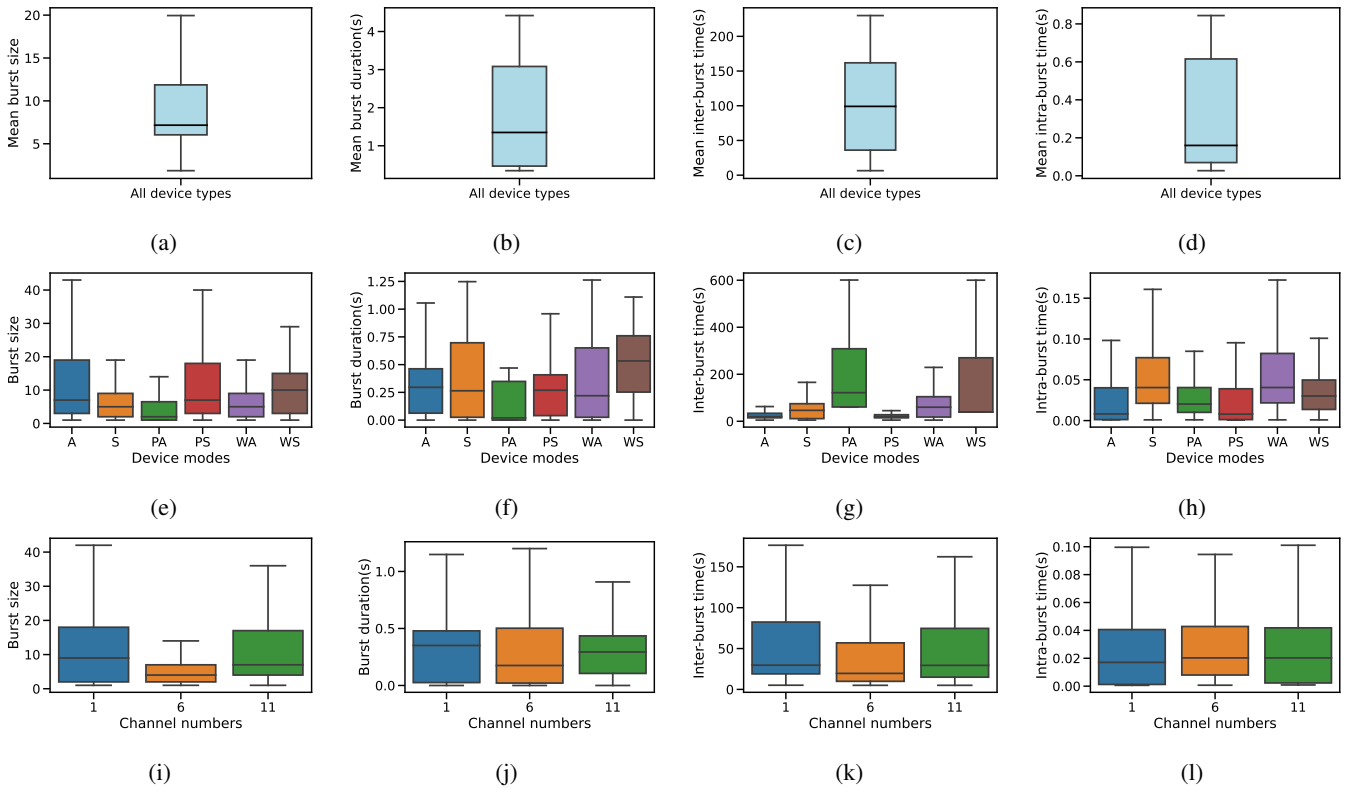 Mean burst size
20
15
10
5
All device types
(a)
Mean burst duration(s)
4
3
2
1
All device types
(b)
Mean inter-burst time(s)
200
150
100
50
0
All device types
(c)
Mean intra-burst time(s)
0.8
0.6
0.4
0.2
0.0
All device types
(d)
Burst size
40
30
20
10
0
A S PA PS WA WS
Device modes
(e)
Burst duration(s)
1.25
1.00
0.75
0.50
0.25
0.00
A S PA PS WA WS
Device modes
(f)
Inter-burst time(s)
600
400
200
0
A S PA PS WA WS
Device modes
(g)
Intra-burst time(s)
0.15
0.10
0.05
0.00
A S PA PS WA WS
Device modes
(h)
Burst size
40
30
20
10
0
1 6 11
Channel numbers
(i)
Burst duration(s)
1.0
0.5
0.0
1 6 11
Channel numbers
(j)
Inter-burst time(s)
150
100
50
0
1 6 11
Channel numbers
(k)
Intra-burst time(s)
0.10
0.08
0.06
0.04
0.02
0.00
1 6 11
Channel numbers
(l)